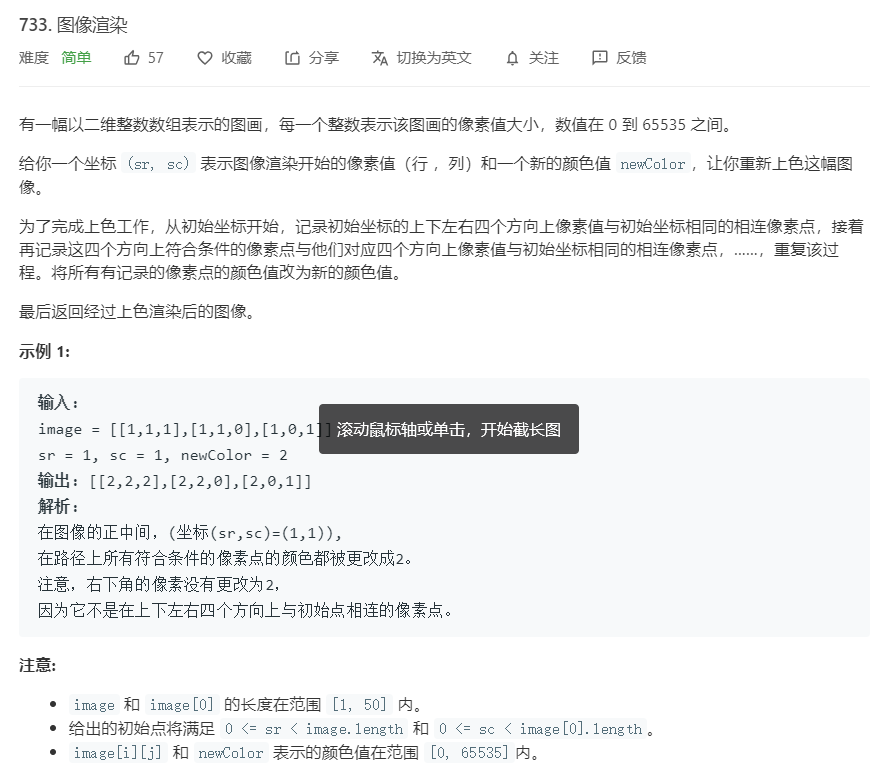 733. 图像渲染
难度 简单 57 收藏 分享 切换为英文 关注 反馈
有一幅以二维整数数组表示的图画，每一个整数表示该图画的像素值大小，数值在 0 到 65535 之间。
给你一个坐标 (sr, sc) 表示图像渲染开始的像素值（行 ，列）和一个新的颜色值 newColor，让你重新上色这幅图
像。
为了完成上色工作，从初始坐标开始，记录初始坐标的上下左右四个方向上像素值与初始坐标相同的相连像素点，接着
再记录这四个方向上符合条件的像素点与他们对应四个方向上像素值与初始坐标相同的相连像素点，……，重复该过
程。将所有有记录的像素点的颜色值改为新的颜色值。
最后返回经过上色渲染后的图像。
示例 1:
输入:
image = [[1,1,1],[1,1,0],[1,0,1]]
滚动鼠标轴或单击，开始截长图
sr = 1, sc = 1, newColor = 2
输出: [[2,2,2],[2,2,0],[2,0,1]]
解析:
在图像的正中间，(坐标(sr,sc)=(1,1)),
在路径上所有符合条件的像素点的颜色都被更改成2。
注意，右下角的像素没有更改为2，
因为它不是在上下左右四个方向上与初始点相连的像素点。
注意:
• image 和 image[0] 的长度在范围 [1, 50] 内。
• 给出的初始点将满足 0 <= sr < image.length 和 0 <= sc < image[0].length。
• image[i][j] 和 newColor 表示的颜色值在范围 [0, 65535]内。